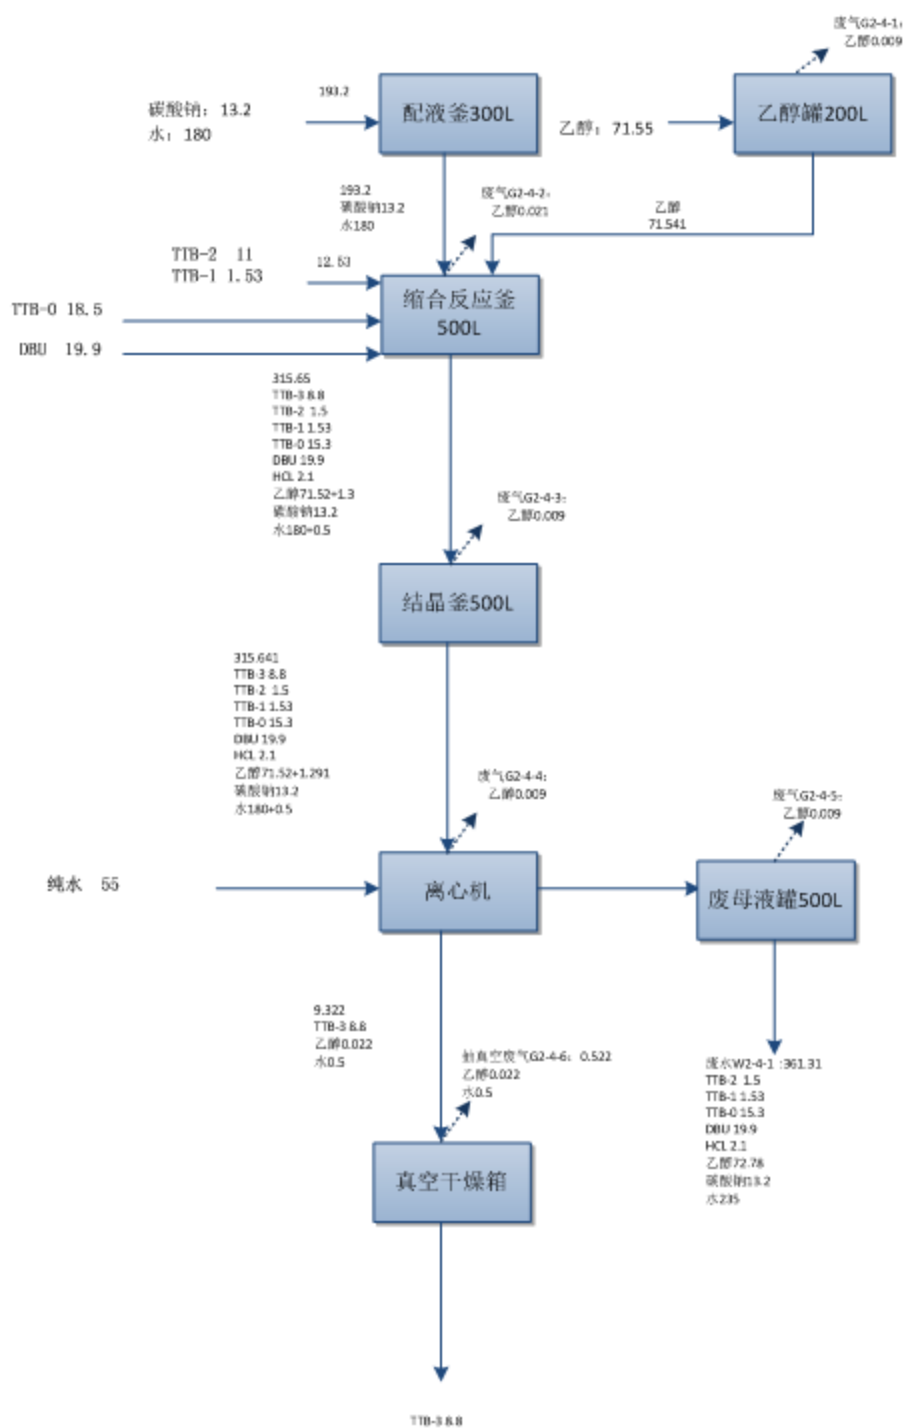 废气G2-4-1:
乙醇0.009
碳酸钠: 13.2
水: 180
193.2
配液釜300L
乙醇: 71.55
乙醇罐200L
193.2
碳酸钠13.2
水180
废气G2-4-2:
乙醇0.021
乙醇
71.541
TTB-2 11
TTB-1 1.53
12.53
TTB-0 18.5
DBU 19.9
缩合反应釜
500L
315.65
TTB-3 8.8
TTB-2 1.5
TTB-1 1.53
TTB-0 15.3
DBU 19.9
HCL 2.1
乙醇71.52+1.3
碳酸钠13.2
水180+0.5
废气G2-4-3:
乙醇0.009
结晶釜500L
315.641
TTB-3 8.8
TTB-2 1.5
TTB-1 1.53
TTB-0 15.3
DBU 19.9
HCL 2.1
乙醇71.52+1.291
碳酸钠13.2
水180+0.5
废气G2-4-4:
乙醇0.009
废气G2-4-5:
乙醇0.009
纯水 55
离心机
废母液罐500L
9.322
TTB-3 8.8
乙醇0.022
水0.5
抽真空废气G2-4-6: 0.522
乙醇0.022
水0.5
废水W2-4-1 :361.31
TTB-2 1.5
TTB-1 1.53
TTB-0 15.3
DBU 19.9
HCL 2.1
乙醇72.78
碳酸钠13.2
水235
真空干燥箱
TTB-3 8.8